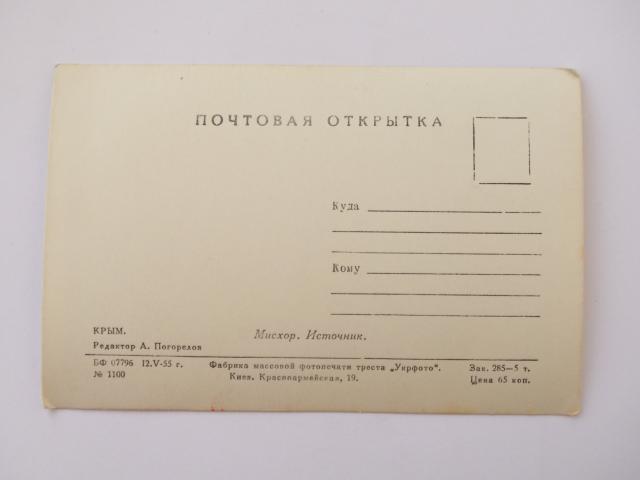 ПОЧТОВАЯ ОТКРЫТКА
Куда
Кому
КРЫМ.
Мисхор. Источник.
Редактор А. Погорелов
БФ 07796 12.V-55 г.
Фабрика массовой фотопечати треста „Укрфото“.
Зак. 285—5 т.
№ 1100
Киев. Красноармейская, 19.
Цена 65 коп.